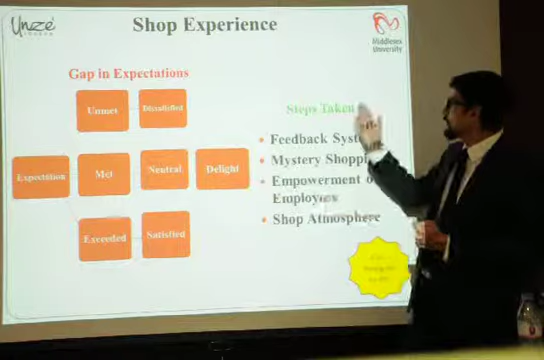 Unze
LONDON
Shop Experience
Middlesex
University
Gap in Expectations
Unmet
Dissatisfied
Expectation
Met
Neutral
Delight
Exceeded
Satisfied
Steps Taken
• Feedback Syst
• Mystery Shoppi
• Empowerment o
Employees
• Shop Atmosphere